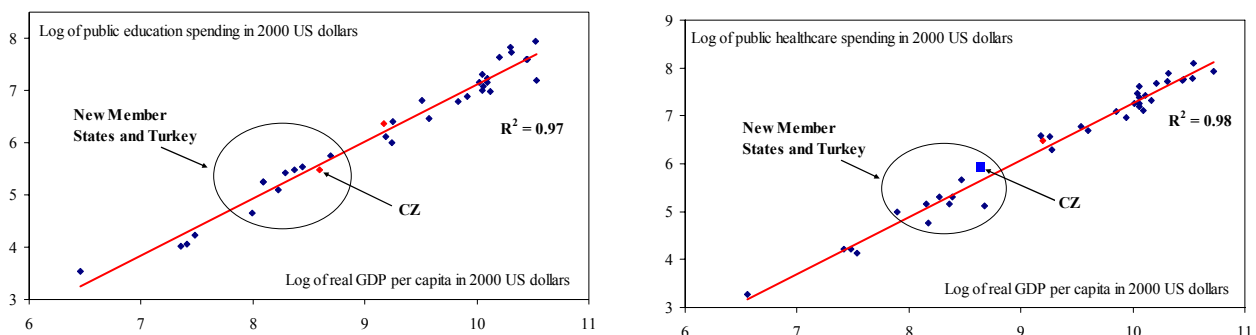 Log of public education spending in 2000 US dollars
8
7
6
5
4
3
New Member
States and Turkey
R² = 0.97
CZ
Log of real GDP per capita in 2000 US dollars
6 7 8 9 10 11
Log of public healthcare spending in 2000 US dollars
9
8
7
6
5
4
3
New Member
States and Turkey
R² = 0.98
CZ
Log of real GDP per capita in 2000 US dollars
6 7 8 9 10 11